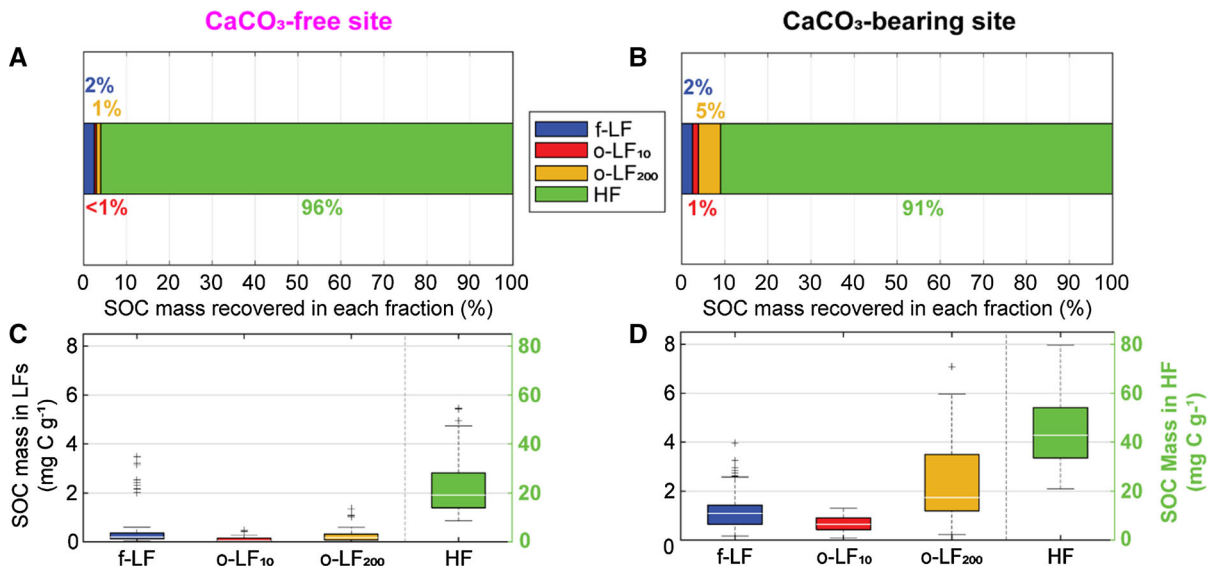 CaCO₃-free site
CaCO₃-bearing site
A
2%
1%
<1%
96%
0 10 20 30 40 50 60 70 80 90 100
SOC mass recovered in each fraction (%)
f-LF
o-LF₁₀
o-LF₂₀₀
HF
B
2%
5%
1%
91%
0 10 20 30 40 50 60 70 80 90 100
SOC mass recovered in each fraction (%)
C
SOC mass in LFs
(mg C g⁻¹)
8
6
4
2
0
80
60
40
20
0
f-LF o-LF₁₀ o-LF₂₀₀ HF
D
8
6
4
2
0
80
60
40
20
0
SOC Mass in HF
(mg C g⁻¹)
f-LF o-LF₁₀ o-LF₂₀₀ HF